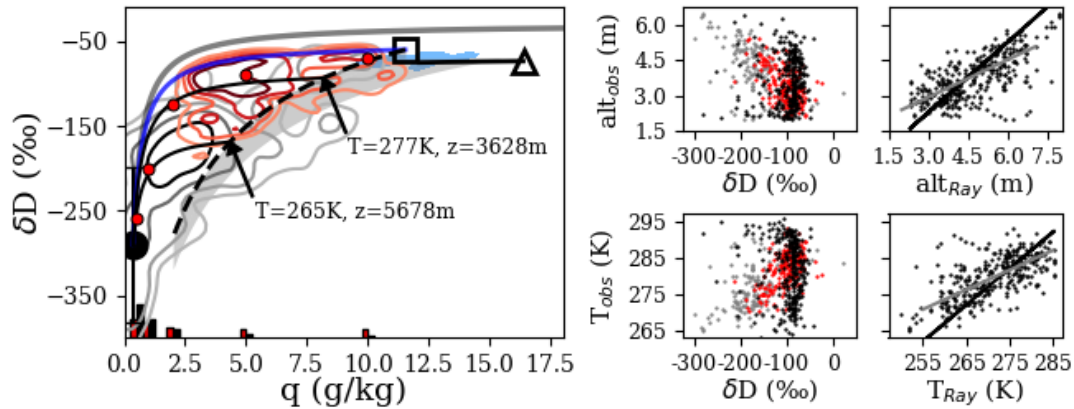 −50
−150
−250
−350
δD (‰)
0.0 2.5 5.0 7.5 10.0 12.5 15.0 17.5
q (g/kg)
T=277K, z=3628m
T=265K, z=5678m
6.0
4.5
3.0
1.5
alt_obs (m)
-300 -200 -100 0
δD (‰)
1.5 3.0 4.5 6.0 7.5
alt_Ray (m)
295
285
275
265
T_obs (K)
-300 -200 -100 0
δD (‰)
255 265 275 285
T_Ray (K)